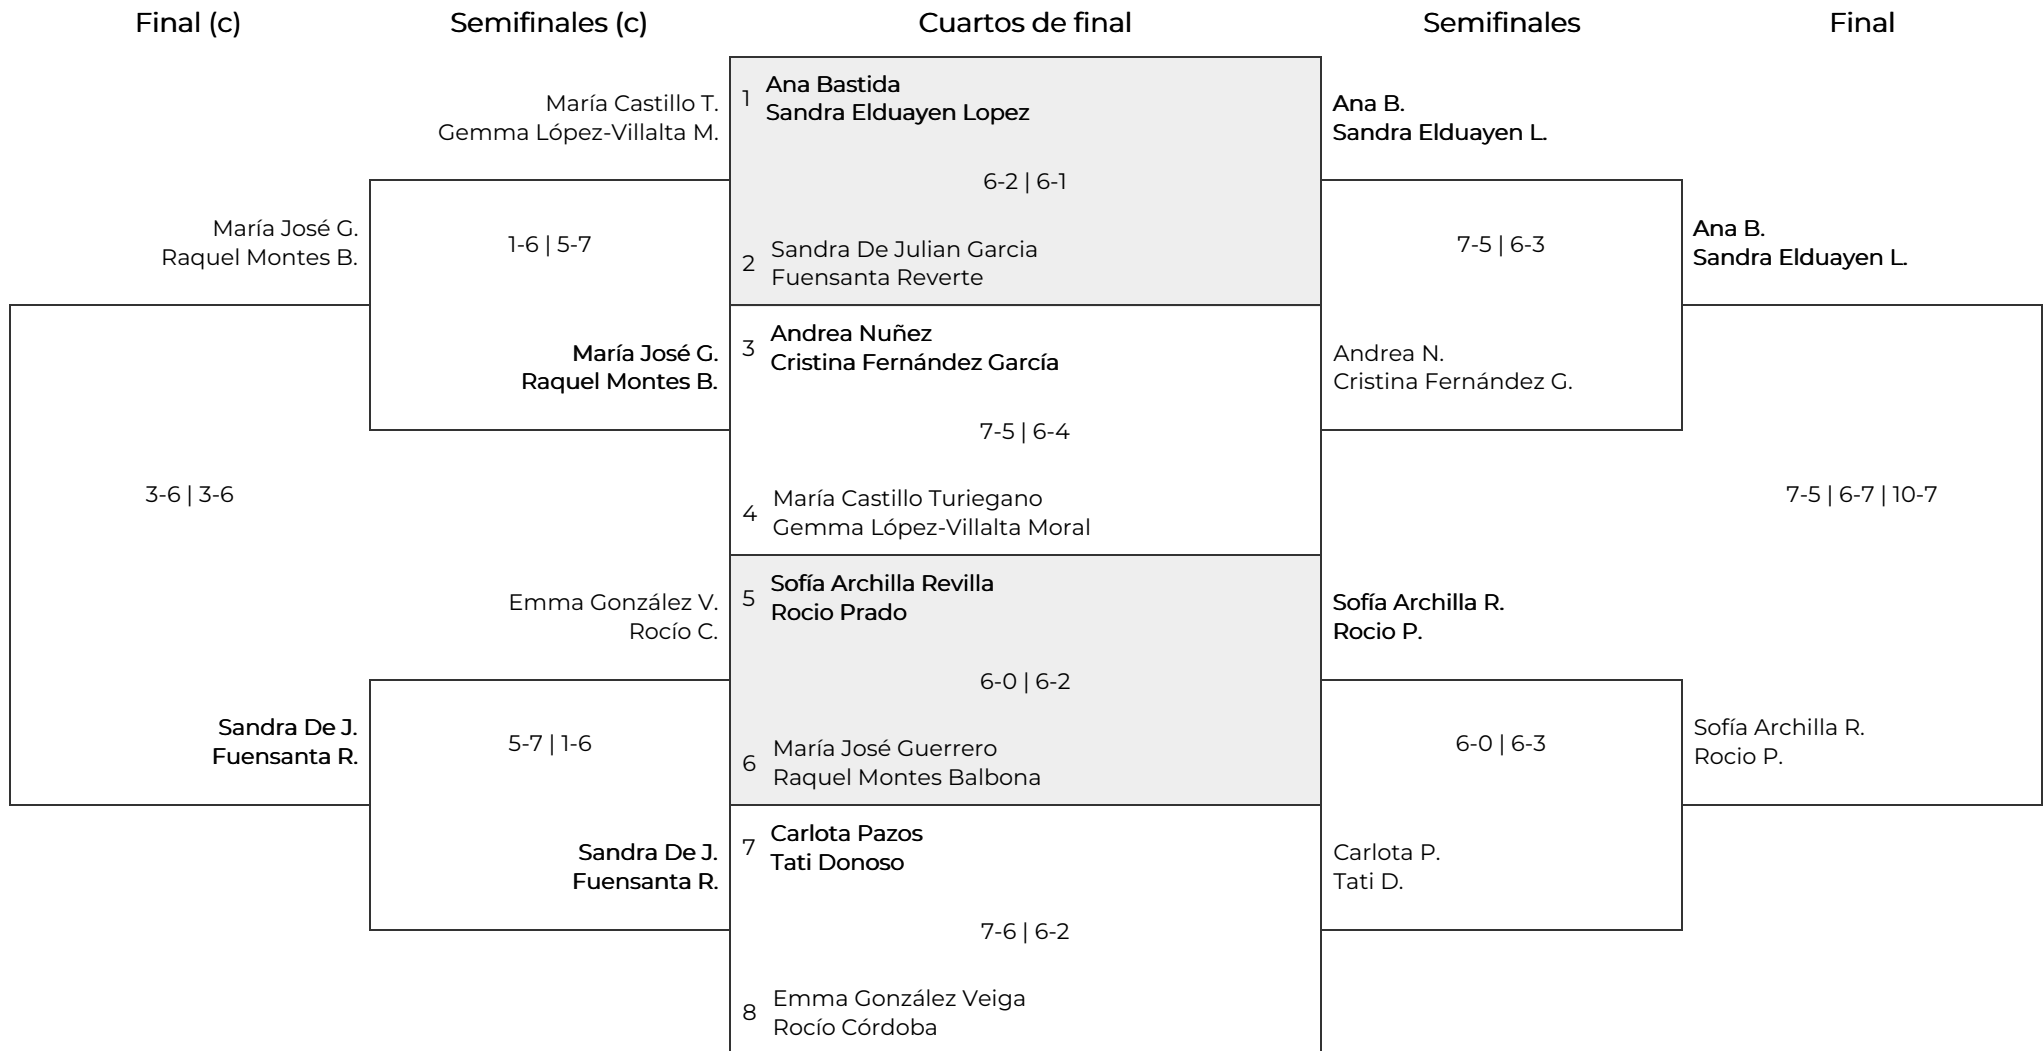 Final (c)
Semifinales (c)
Cuartos de final
Semifinales
Final
María José G.
Raquel Montes B.
3-6 | 3-6
Sandra De J.
Fuensanta R.
María Castillo T.
Gemma López-Villalta M.
1-6 | 5-7
María José G.
Raquel Montes B.
Emma González V.
Rocío C.
5-7 | 1-6
Sandra De J.
Fuensanta R.
1
Ana Bastida
Sandra Elduayen Lopez
6-2 | 6-1
2
Sandra De Julian Garcia
Fuensanta Reverte
3
Andrea Nuñez
Cristina Fernández García
7-5 | 6-4
4
María Castillo Turiegano
Gemma López-Villalta Moral
5
Sofía Archilla Revilla
Rocio Prado
6-0 | 6-2
6
María José Guerrero
Raquel Montes Balbona
7
Carlota Pazos
Tati Donoso
7-6 | 6-2
8
Emma González Veiga
Rocío Córdoba
Ana B.
Sandra Elduayen L.
7-5 | 6-3
Andrea N.
Cristina Fernández G.
Sofía Archilla R.
Rocio P.
6-0 | 6-3
Carlota P.
Tati D.
Ana B.
Sandra Elduayen L.
7-5 | 6-7 | 10-7
Sofía Archilla R.
Rocio P.